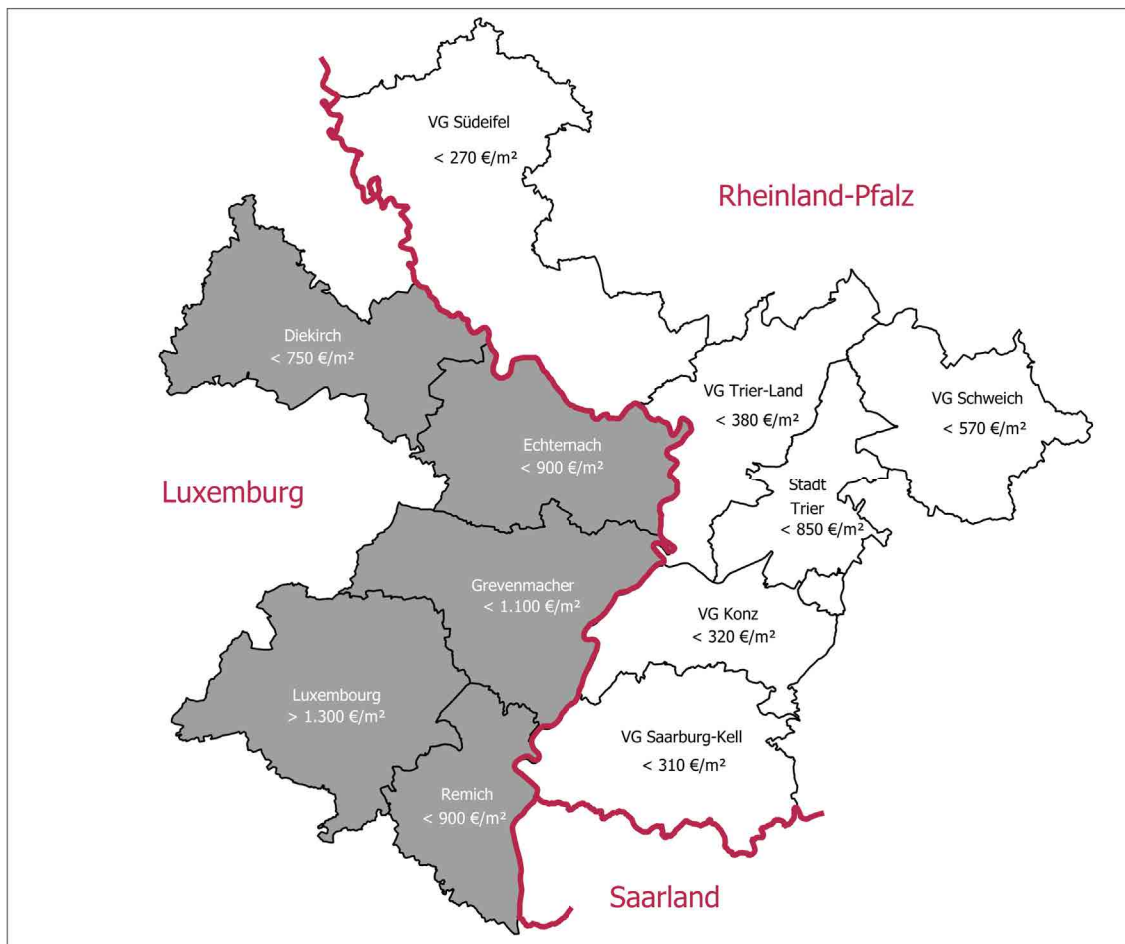 VG Südeifel
< 270 €/m²
Rheinland-Pfalz
Diekirch
< 750 €/m²
VG Trier-Land
< 380 €/m²
VG Schweich
< 570 €/m²
Echternach
< 900 €/m²
Luxemburg
Stadt
Trier
< 850 €/m²
Grevenmacher
< 1.100 €/m²
VG Konz
< 320 €/m²
Luxembourg
> 1.300 €/m²
VG Saarburg-Kell
< 310 €/m²
Remich
< 900 €/m²
Saarland